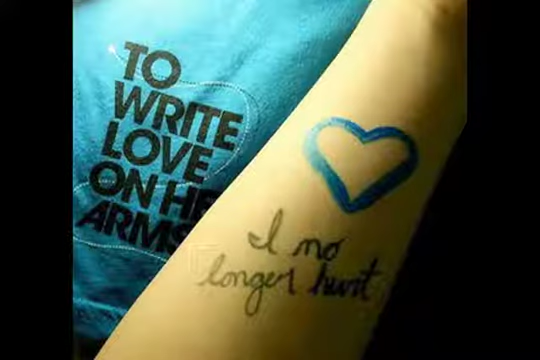 TO
WRITE
LOVE
ON HE
ARMS
I no
longer hurt